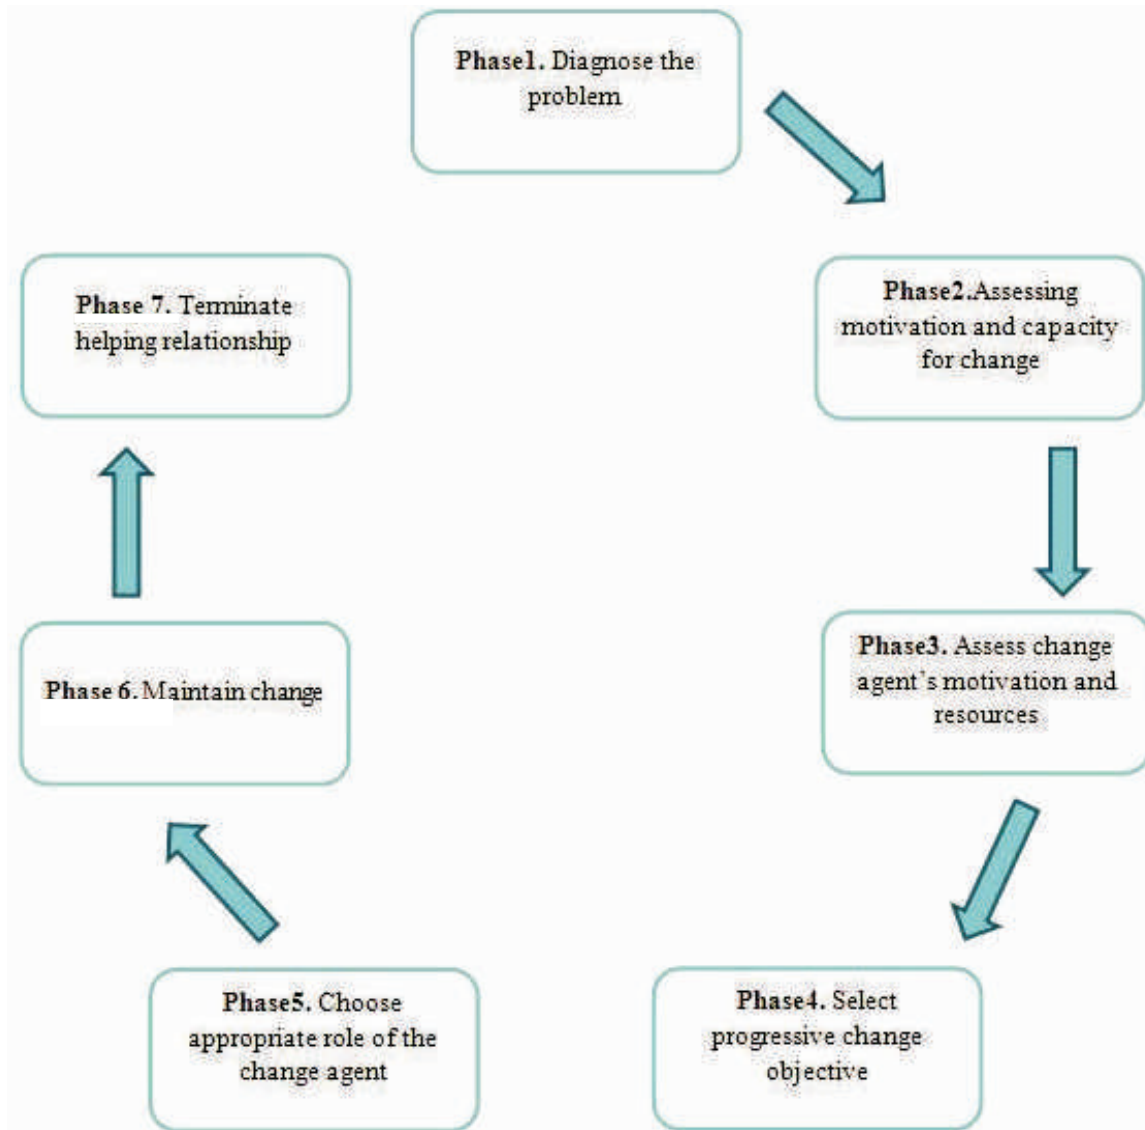 Phase1. Diagnose the
problem
Phase2.Assessing
motivation and capacity
for change
Phase3. Assess change
agent's motivation and
resources
Phase4. Select
progressive change
objective
Phase5. Choose
appropriate role of the
change agent
Phase 6. Maintain change
Phase 7. Terminate
helping relationship